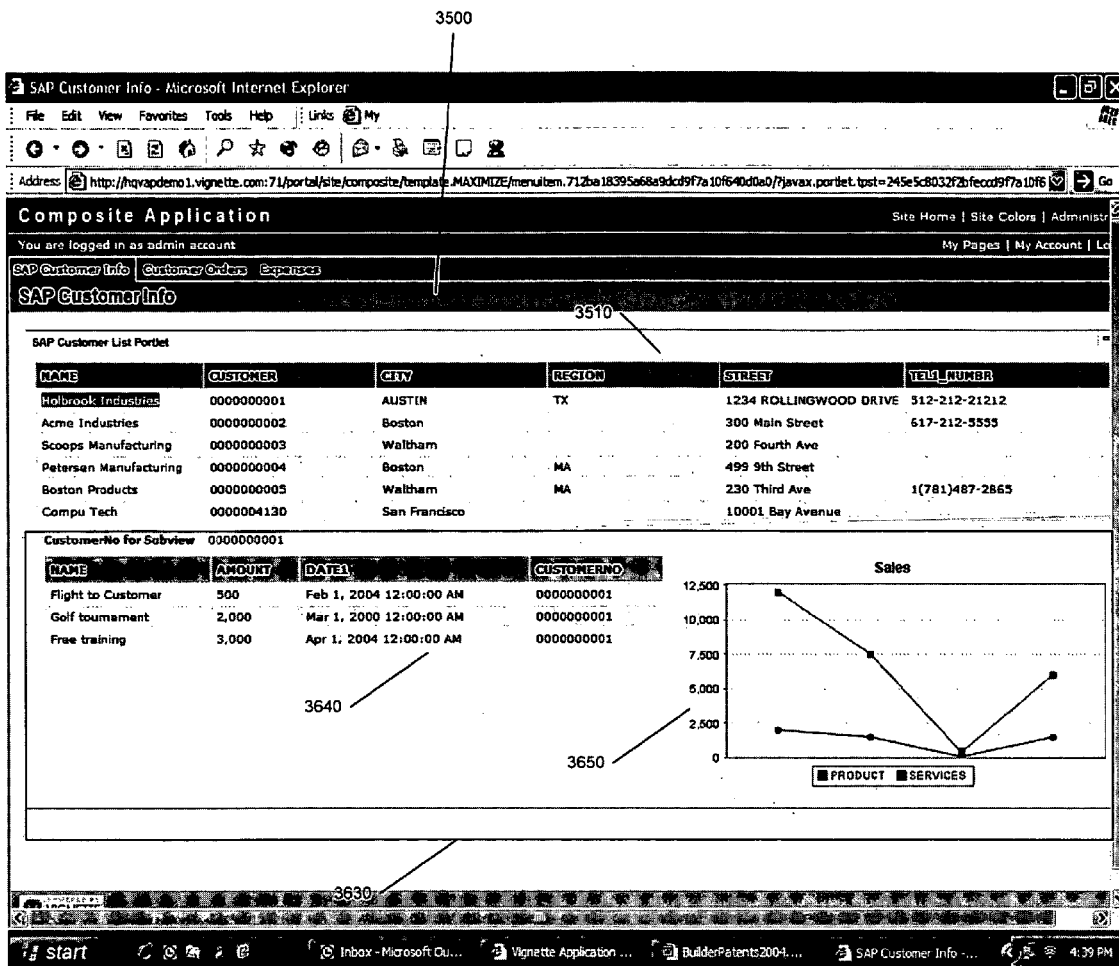 3500
SAP Customer Info - Microsoft Internet Explorer
File Edit View Favorites Tools Help Links My
Address http://hqvapdemo1.vignette.com:71/portal/site/composite/template.MAXIMIZE/menuitem.712ba18395a68a9dcd9f7a10f640d0a0/?javax.portlet.tpst=245e5c8032f2bfeccd9f7a10f6 Go
Composite Application Site Home | Site Colors | Administr
You are logged in as admin account My Pages | My Account | Lo
SAP Customer Info Customer Orders Expenses
SAP Customer Info
3510
SAP Customer List Portlet
NAME CUSTOMER CITY REGION STREET TEL1_NUMBR
Holbrook Industries 0000000001 AUSTIN TX 1234 ROLLINGWOOD DRIVE 512-212-21212
Acme Industries 0000000002 Boston 300 Main Street 617-212-5555
Scoops Manufacturing 0000000003 Waltham 200 Fourth Ave
Petersen Manufacturing 0000000004 Boston MA 499 9th Street
Boston Products 0000000005 Waltham MA 230 Third Ave 1(781)487-2865
Compu Tech 0000004130 San Francisco 10001 Bay Avenue
CustomerNo for Subview 0000000001
NAME AMOUNT DATE1 CUSTOMERNO
Flight to Customer 500 Feb 1, 2004 12:00:00 AM 0000000001
Golf tournament 2,000 Mar 1, 2000 12:00:00 AM 0000000001
Free training 3,000 Apr 1, 2004 12:00:00 AM 0000000001
Sales
12,500
10,000
7,500
5,000
2,500
0
PRODUCT SERVICES
3640
3650
3630
start Inbox - Microsoft Ou... Vignette Application ... BuilderPatents2004.... SAP Customer Info -... 4:39 PM